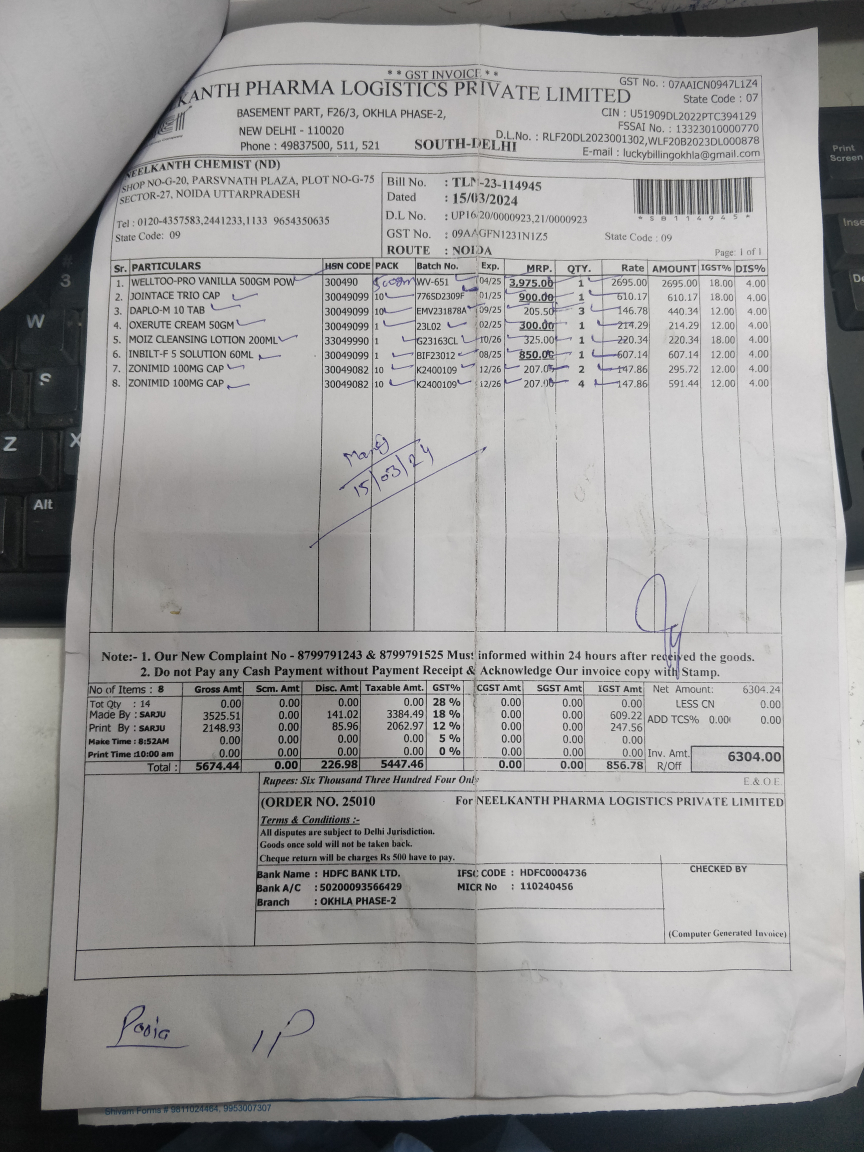 **GST INVOICE**
GST No. : 07AAICN0947L1Z4
KANTH PHARMA LOGISTICS PRIVATE LIMITED
State Code : 07
BASEMENT PART, F26/3, OKHLA PHASE-2,
CIN : U51909DL2022PTC394129
NEW DELHI - 110020
FSSAI No. : 13323010000770
Phone : 49837500, 511, 521
SOUTH-DELHI
D.L.No. : RLF20DL2023001302,WLF20B2023DL000878
E-mail : luckybillingokhla@gmail.com
NEELKANTH CHEMIST (ND)
SHOP NO-G-20, PARSVNATH PLAZA, PLOT NO-G-75
SECTOR-27, NOIDA UTTARPRADESH
Tel : 0120-4357583,2441233,1133 9654350635
State Code: 09
Bill No. : TLN-23-114945
Dated : 15/03/2024
D.L No. : UP16/20/0000923,21/0000923
GST No. : 09AAGFN1231N1Z5 State Code : 09
ROUTE : NOIDA
*SB114945*
Page: 1 of 1
Sr. PARTICULARS HSN CODE PACK Batch No. Exp. MRP. QTY. Rate AMOUNT IGST% DIS%
1. WELLTOO-PRO VANILLA 500GM POW 300490 500gm WV-651 04/25 3,975.00 1 2695.00 2695.00 18.00 4.00
2. JOINTACE TRIO CAP 30049099 10 776SD2309F 01/25 900.00 1 610.17 610.17 18.00 4.00
3. DAPLO-M 10 TAB 30049099 10 EMV231878A 09/25 205.50 3 146.78 440.34 12.00 4.00
4. OXERUTE CREAM 50GM 30049099 1 23L02 02/25 300.00 1 214.29 214.29 12.00 4.00
5. MOIZ CLEANSING LOTION 200ML 33049990 1 G23163CL 10/26 325.00 1 220.34 220.34 18.00 4.00
6. INBILT-F 5 SOLUTION 60ML 30049099 1 BIF23012 08/25 850.00 1 607.14 607.14 12.00 4.00
7. ZONIMID 100MG CAP 30049082 10 K2400109 12/26 207.00 2 147.86 295.72 12.00 4.00
8. ZONIMID 100MG CAP 30049082 10 K2400109 12/26 207.00 4 147.86 591.44 12.00 4.00
15/03/24
Note:- 1. Our New Complaint No - 8799791243 & 8799791525 Must informed within 24 hours after received the goods.
2. Do not Pay any Cash Payment without Payment Receipt & Acknowledge Our invoice copy with Stamp.
No of Items : 8 Gross Amt Scm. Amt Disc. Amt Taxable Amt. GST% CGST Amt SGST Amt IGST Amt Net Amount: 6304.24
Tot Qty : 14 0.00 0.00 0.00 0.00 28 % 0.00 0.00 0.00 LESS CN 0.00
Made By : SARJU 3525.51 0.00 141.02 3384.49 18 % 0.00 0.00 609.22 ADD TCS% 0.00 0.00
Print By : SARJU 2148.93 0.00 85.96 2062.97 12 % 0.00 0.00 247.56
Make Time : 8:52AM 0.00 0.00 0.00 0.00 5 % 0.00 0.00 0.00
Print Time :10:00 am 0.00 0.00 0.00 0.00 0 % 0.00 0.00 0.00 Inv. Amt. 6304.00
Total : 5674.44 0.00 226.98 5447.46 0.00 0.00 856.78 R/Off
Rupees: Six Thousand Three Hundred Four Only
E.& O.E.
(ORDER NO. 25010
For NEELKANTH PHARMA LOGISTICS PRIVATE LIMITED
Terms & Conditions :-
All disputes are subject to Delhi Jurisdiction.
Goods once sold will not be taken back.
Cheque return will be charges Rs 500 have to pay.
Bank Name : HDFC BANK LTD. IFSC CODE : HDFC0004736
Bank A/C : 50200093566429 MICR No : 110240456
Branch : OKHLA PHASE-2
CHECKED BY
(Computer Generated Invoice)
IP
Shivam Forms # 9811024464, 9953007307
Print
Screen
Inse
De
3
W
S
Z
X
Alt